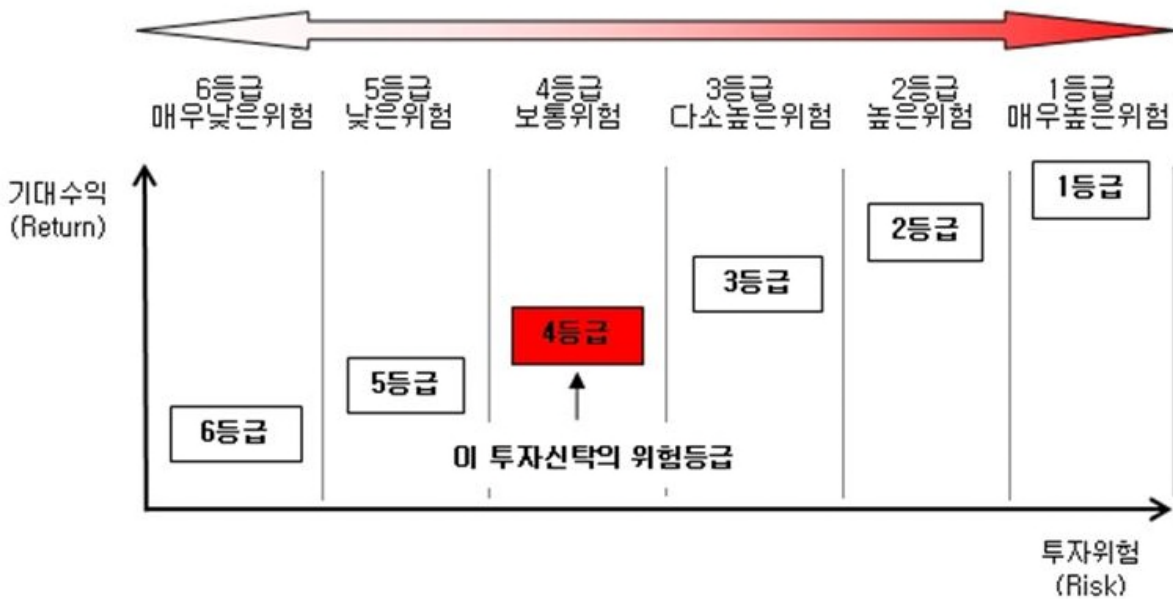 6등급 5등급 4등급 3등급 2등급 1등급
매우낮은위험 낮은위험 보통위험 다소높은위험 높은위험 매우높은위험
기대수익
(Return)
1등급
2등급
3등급
4등급
5등급
6등급
이 투자신탁의 위험등급
투자위험
(Risk)